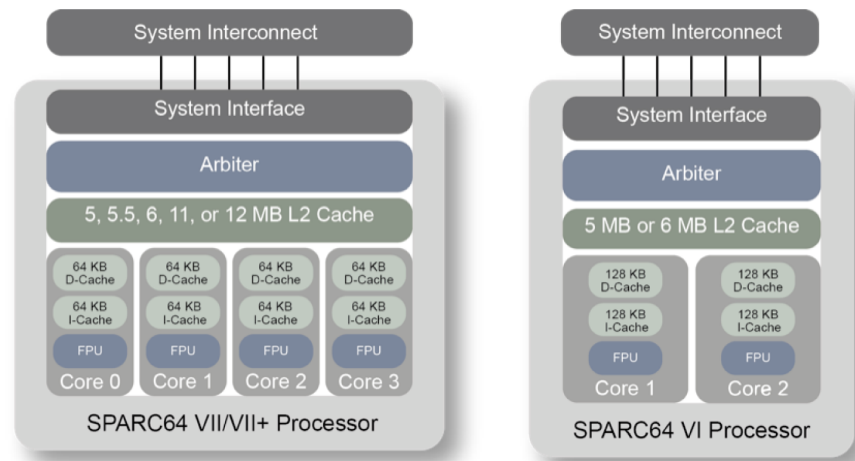 System Interconnect
System Interface
Arbiter
5, 5.5, 6, 11, or 12 MB L2 Cache
64 KB
D-Cache
64 KB
I-Cache
FPU
Core 0
64 KB
D-Cache
64 KB
I-Cache
FPU
Core 1
64 KB
D-Cache
64 KB
I-Cache
FPU
Core 2
64 KB
D-Cache
64 KB
I-Cache
FPU
Core 3
SPARC64 VII/VII+ Processor
System Interconnect
System Interface
Arbiter
5 MB or 6 MB L2 Cache
128 KB
D-Cache
128 KB
I-Cache
FPU
Core 1
128 KB
D-Cache
128 KB
I-Cache
FPU
Core 2
SPARC64 VI Processor